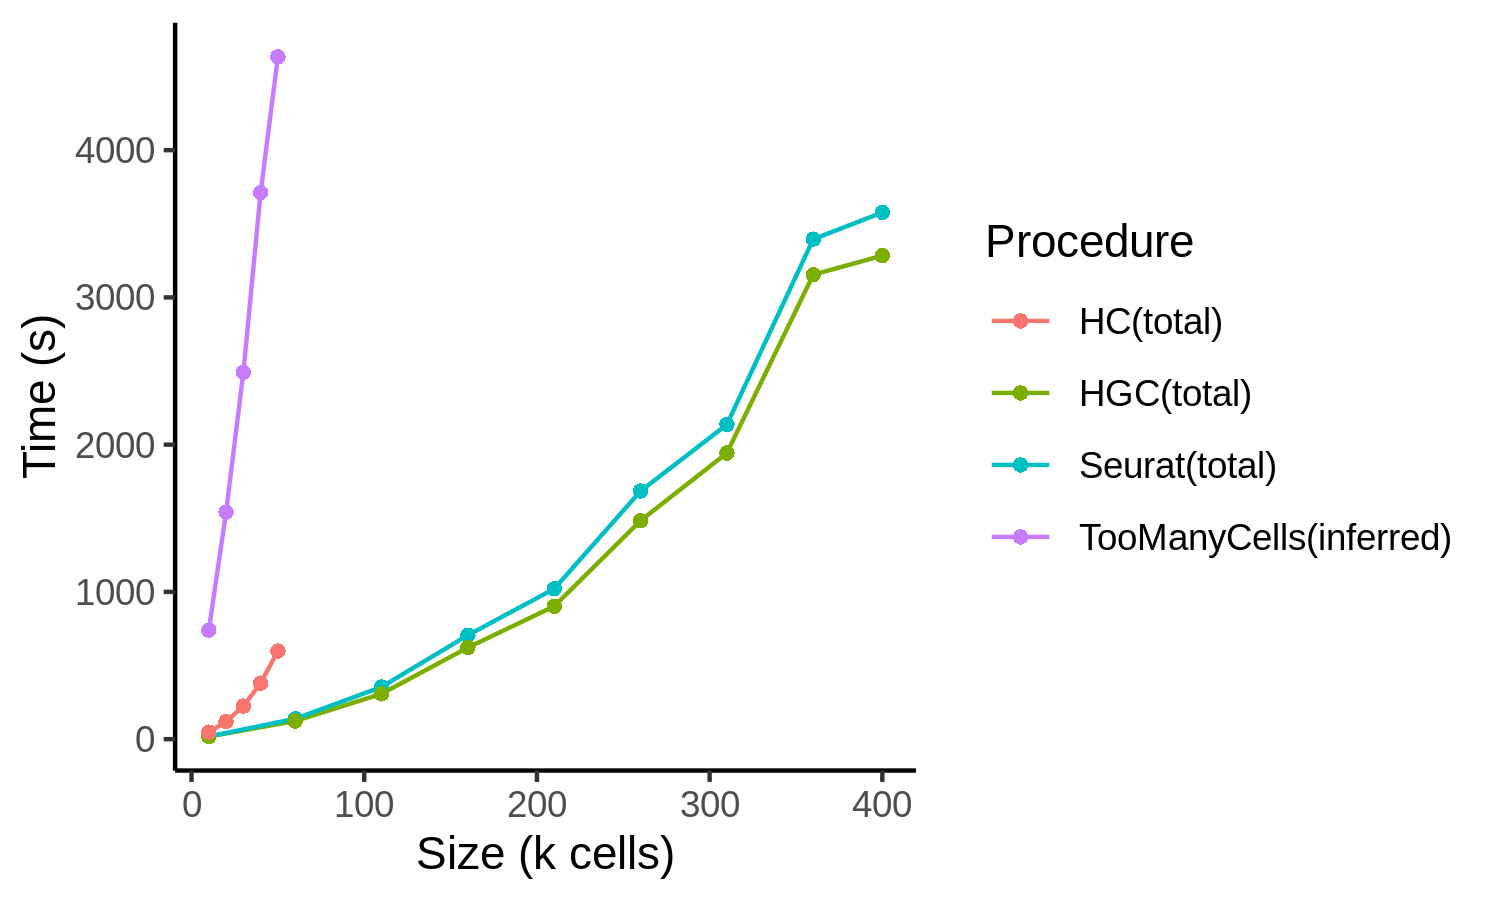 4000
3000
2000
1000
0
Time (s)
0 100 200 300 400
Size (k cells)
Procedure
HC(total)
HGC(total)
Seurat(total)
TooManyCells(inferred)